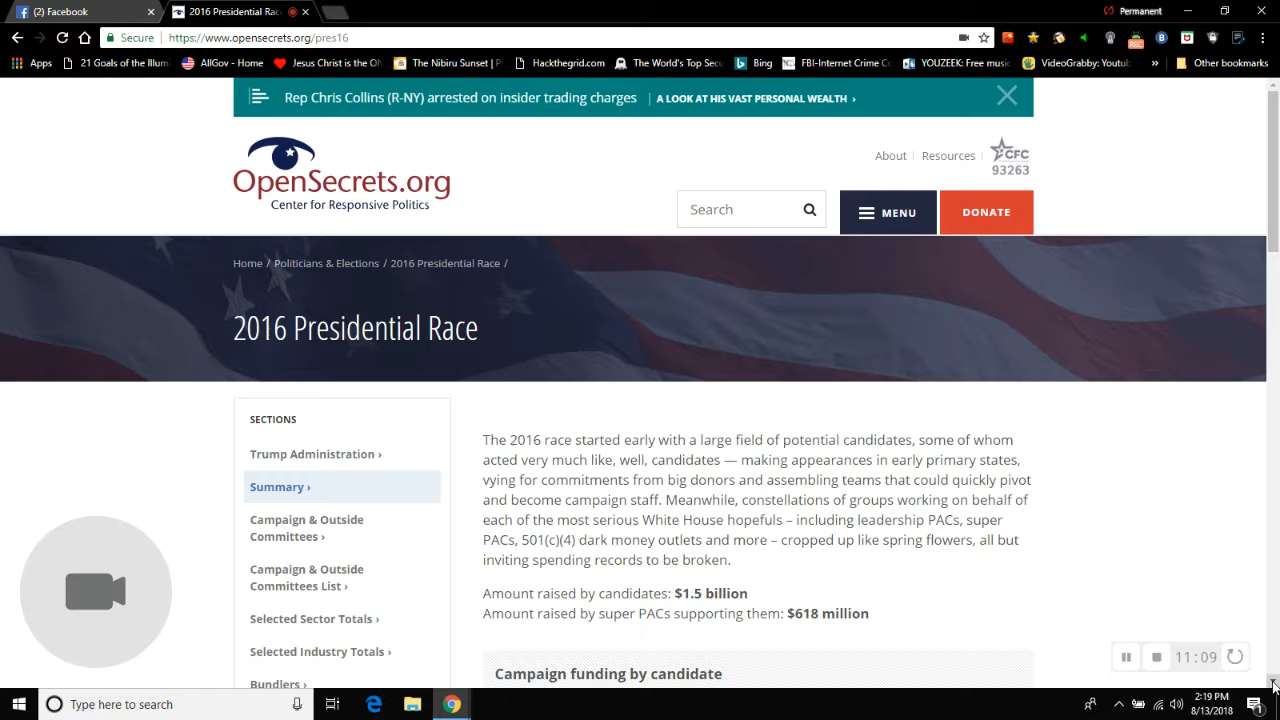 (2) Facebook
2016 Presidential Race
Permanent
Secure
https://www.opensecrets.org/pres16
Apps
21 Goals of the Illum
AllGov - Home
Jesus Christ is the ON
The Nibiru Sunset | P
Hackthegrid.com
The World's Top Sec
Bing
FBI-Internet Crime C
YOUZEEK: Free music
VideoGrabby: Youtub
»
Other bookmarks
REC
Rep Chris Collins (R-NY) arrested on insider trading charges | A LOOK AT HIS VAST PERSONAL WEALTH ›
OpenSecrets.org
Center for Responsive Politics
About
Resources
CFC
93263
Search
MENU
DONATE
Home / Politicians & Elections / 2016 Presidential Race /
2016 Presidential Race
SECTIONS
Trump Administration ›
Summary ›
Campaign & Outside
Committees ›
Campaign & Outside
Committees List ›
Selected Sector Totals ›
Selected Industry Totals ›
Bundlers ›
The 2016 race started early with a large field of potential candidates, some of whom
acted very much like, well, candidates — making appearances in early primary states,
vying for commitments from big donors and assembling teams that could quickly pivot
and become campaign staff. Meanwhile, constellations of groups working on behalf of
each of the most serious White House hopefuls – including leadership PACs, super
PACs, 501(c)(4) dark money outlets and more – cropped up like spring flowers, all but
inviting spending records to be broken.
Amount raised by candidates: $1.5 billion
Amount raised by super PACs supporting them: $618 million
Campaign funding by candidate
11:09
Type here to search
2:19 PM
8/13/2018